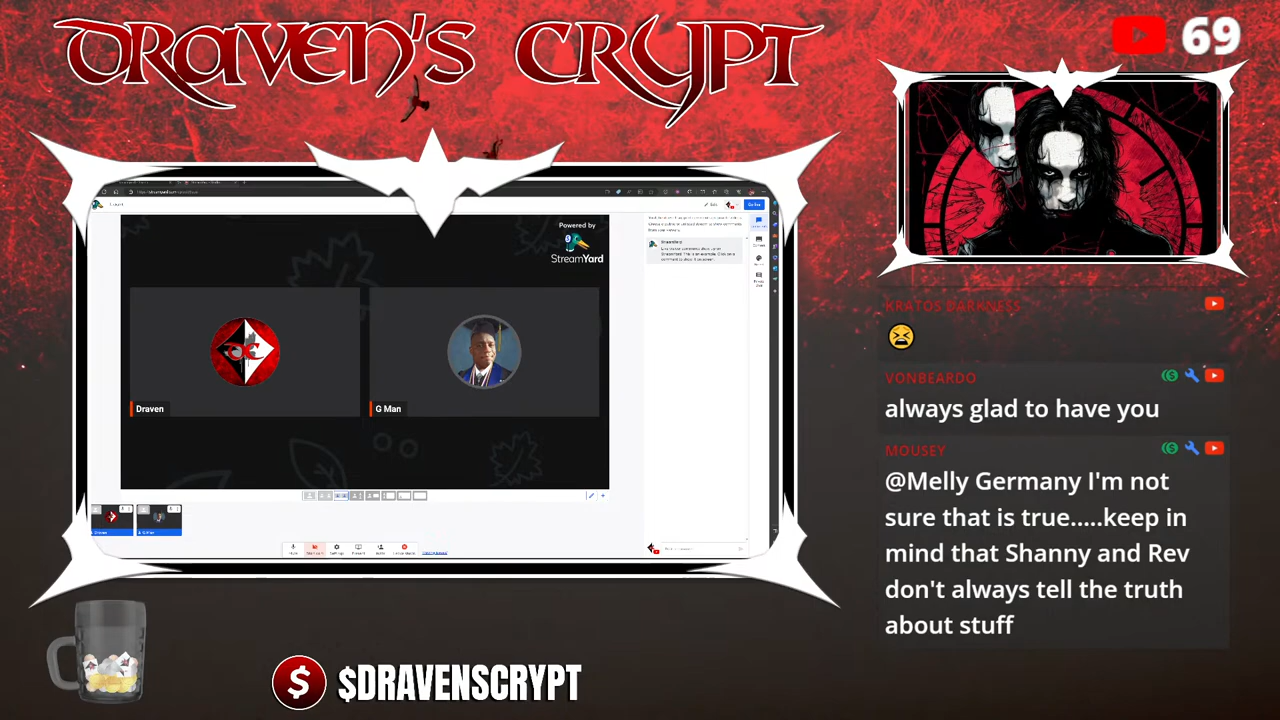 DRAVEN'S CRYPT
69
Powered by
StreamYard
Draven
G Man
KRATOS DARKNESS
VONBEARDO
always glad to have you
MOUSEY
@Melly Germany I'm not
sure that is true.....keep in
mind that Shanny and Rev
don't always tell the truth
about stuff
$
$DRAVENSCRYPT